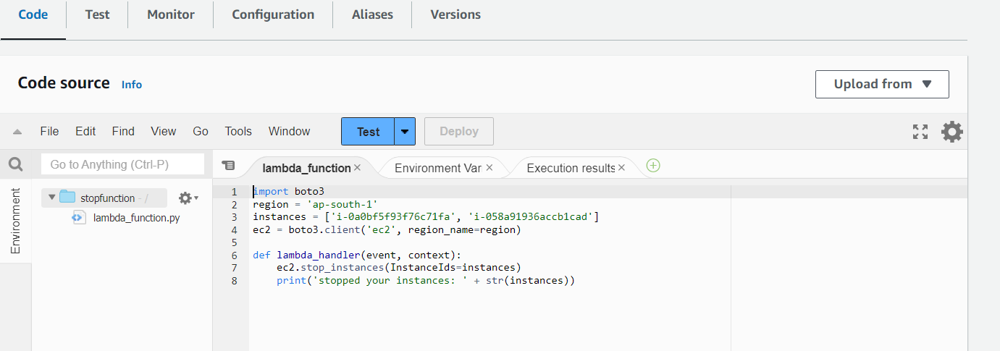 Code Test Monitor Configuration Aliases Versions
Code source Info
Upload from
File Edit Find View Go Tools Window Test Deploy
Go to Anything (Ctrl-P)
lambda_function Environment Var Execution results
Environment
stopfunction - /
lambda_function.py
1 import boto3
2 region = 'ap-south-1'
3 instances = ['i-0a0bf5f93f76c71fa', 'i-058a91936accb1cad']
4 ec2 = boto3.client('ec2', region_name=region)
5
6 def lambda_handler(event, context):
7 ec2.stop_instances(InstanceIds=instances)
8 print('stopped your instances: ' + str(instances))